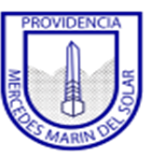 PROVIDENCIA
MERCEDES MARIN DEL SOLAR